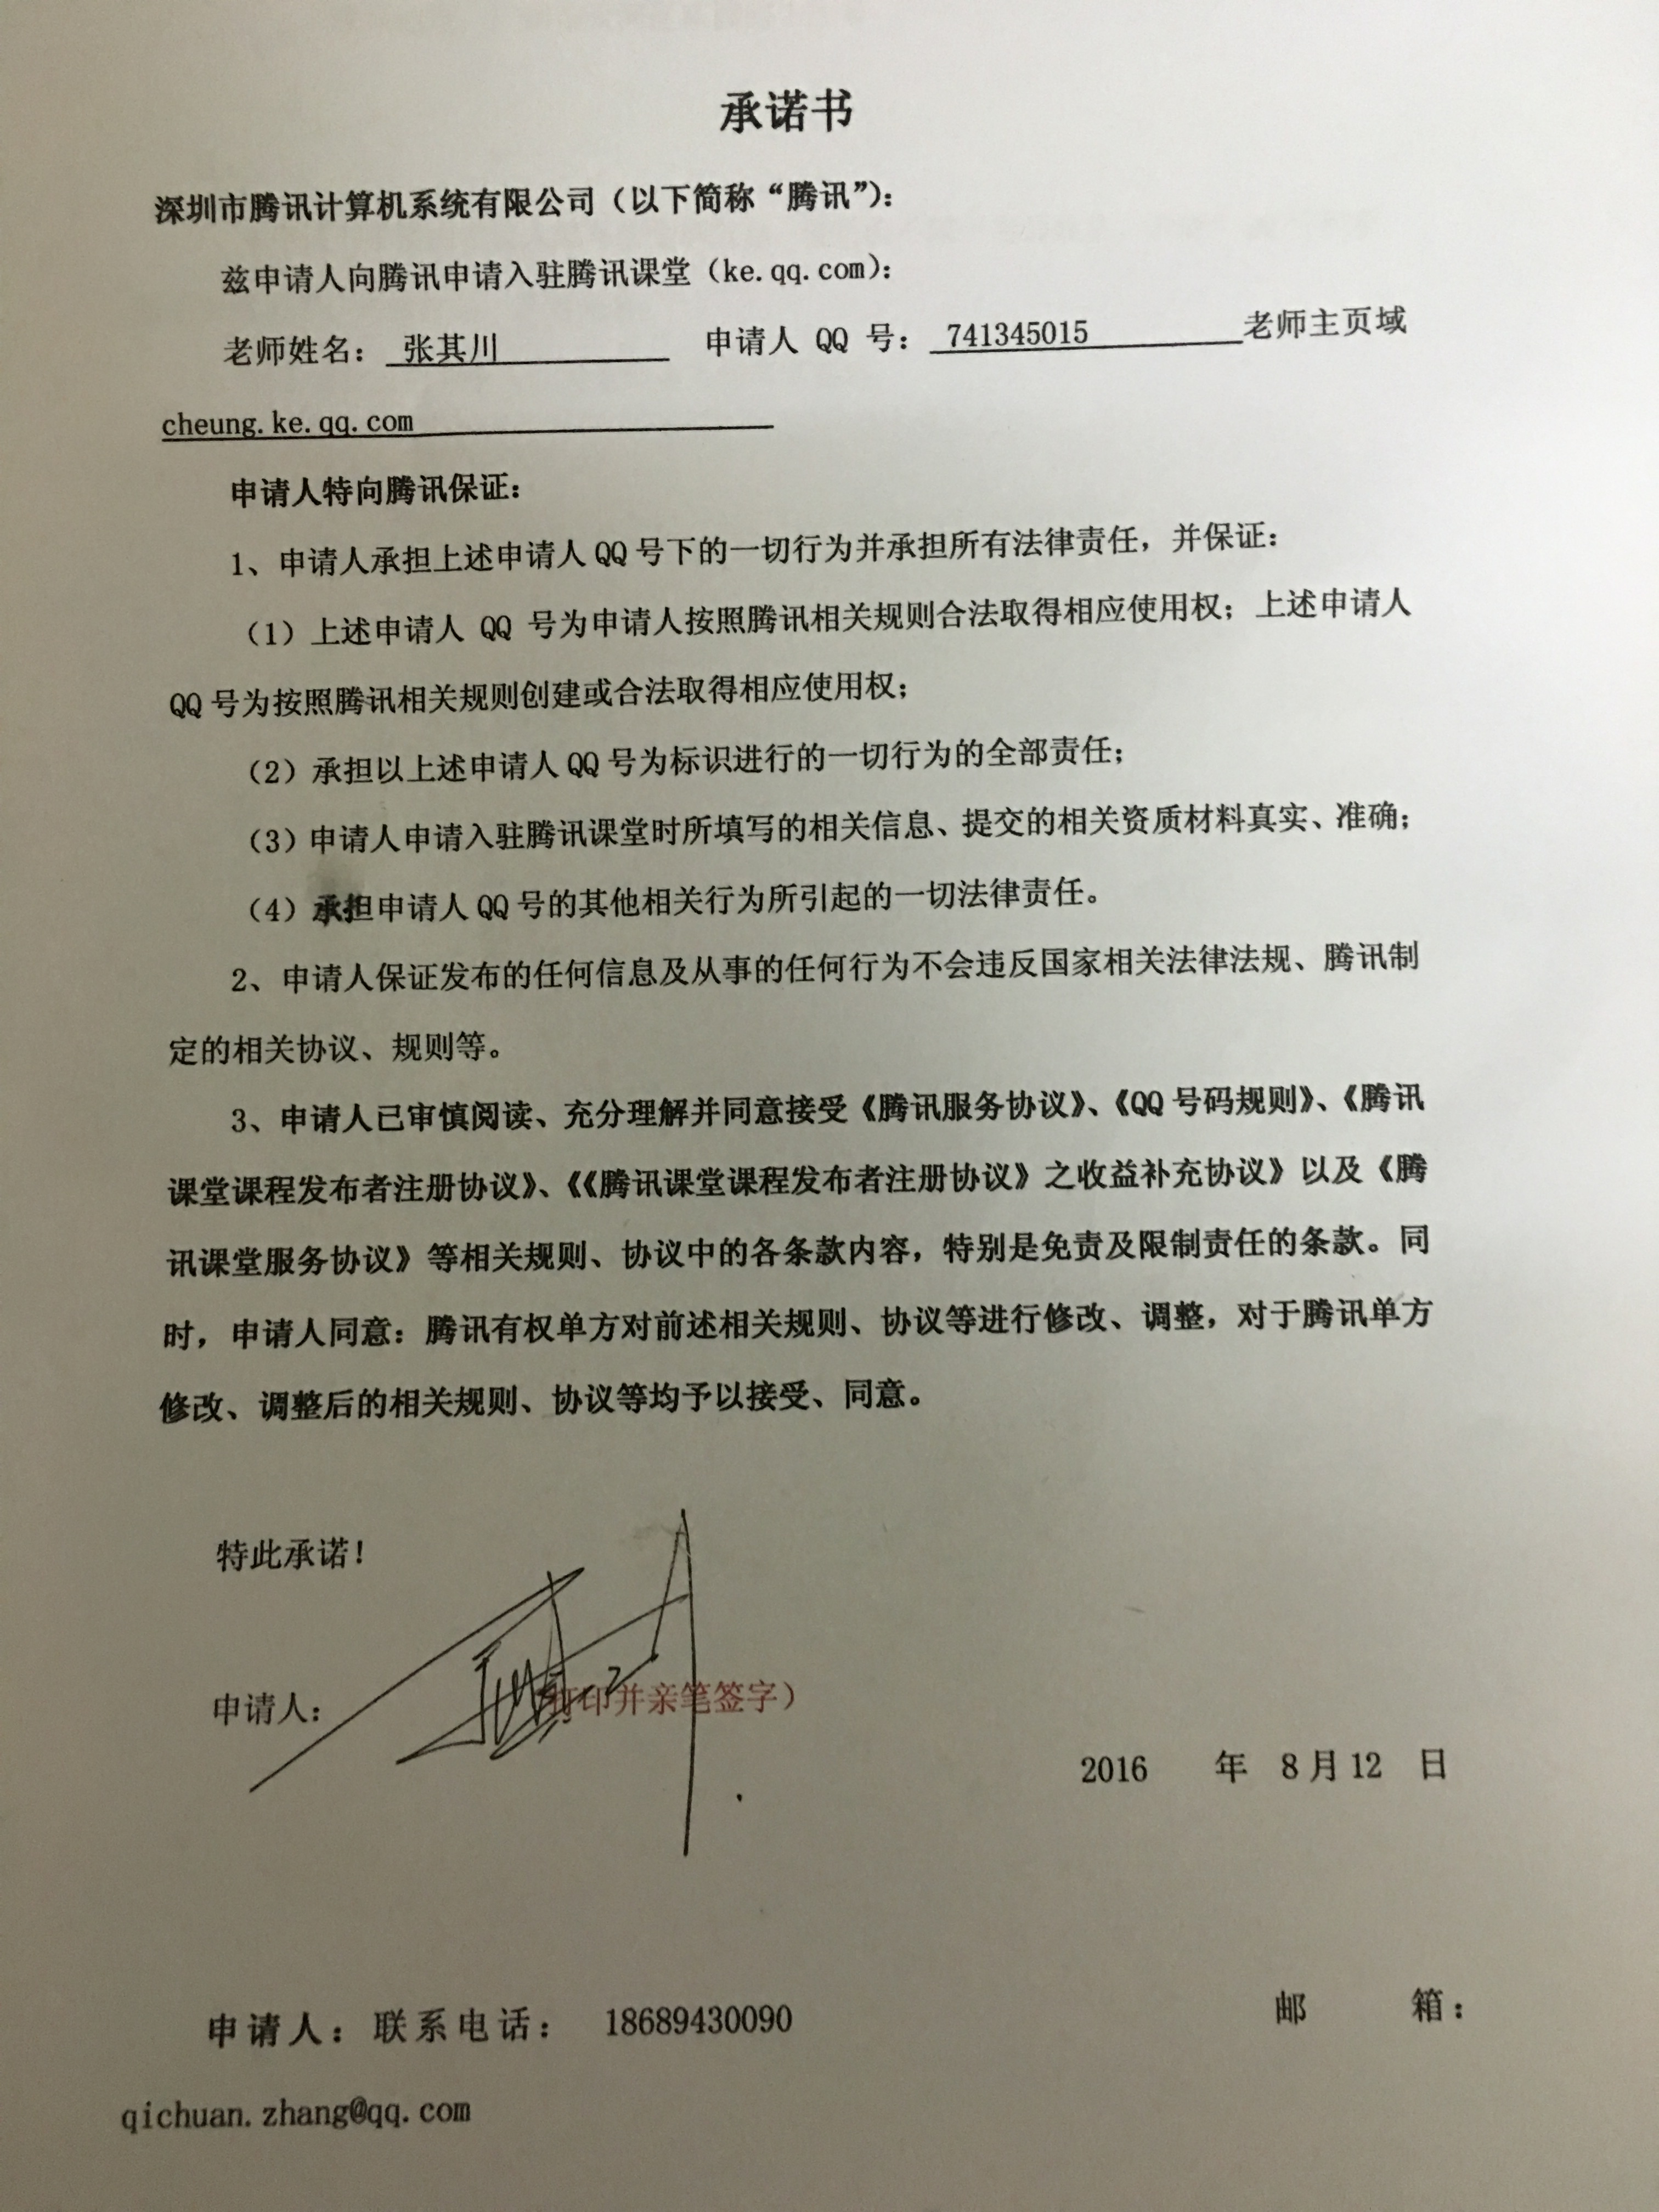 承诺书
深圳市腾讯计算机系统有限公司（以下简称“腾讯”）：
兹申请人向腾讯申请入驻腾讯课堂（ke.qq.com）：
老师姓名： 张其川 申请人 QQ 号： 741345015 老师主页域
cheung.ke.qq.com
申请人特向腾讯保证：
1、申请人承担上述申请人 QQ 号下的一切行为并承担所有法律责任，并保证：
（1）上述申请人 QQ 号为申请人按照腾讯相关规则合法取得相应使用权；上述申请人
QQ 号为按照腾讯相关规则创建或合法取得相应使用权；
（2）承担以上述申请人 QQ 号为标识进行的一切行为的全部责任；
（3）申请人申请入驻腾讯课堂时所填写的相关信息、提交的相关资质材料真实、准确；
（4）承担申请人 QQ 号的其他相关行为所引起的一切法律责任。
2、申请人保证发布的任何信息及从事的任何行为不会违反国家相关法律法规、腾讯制
定的相关协议、规则等。
3、申请人已审慎阅读、充分理解并同意接受《腾讯服务协议》、《QQ 号码规则》、《腾讯
课堂课程发布者注册协议》、《《腾讯课堂课程发布者注册协议》之收益补充协议》以及《腾
讯课堂服务协议》等相关规则、协议中的各条款内容，特别是免责及限制责任的条款。同
时，申请人同意：腾讯有权单方对前述相关规则、协议等进行修改、调整，对于腾讯单方
修改、调整后的相关规则、协议等均予以接受、同意。
特此承诺！
申请人： 打印并亲笔签字）
2016 年 8 月 12 日
申请人：联系电话： 18689430090 邮 箱：
qichuan.zhang@qq.com